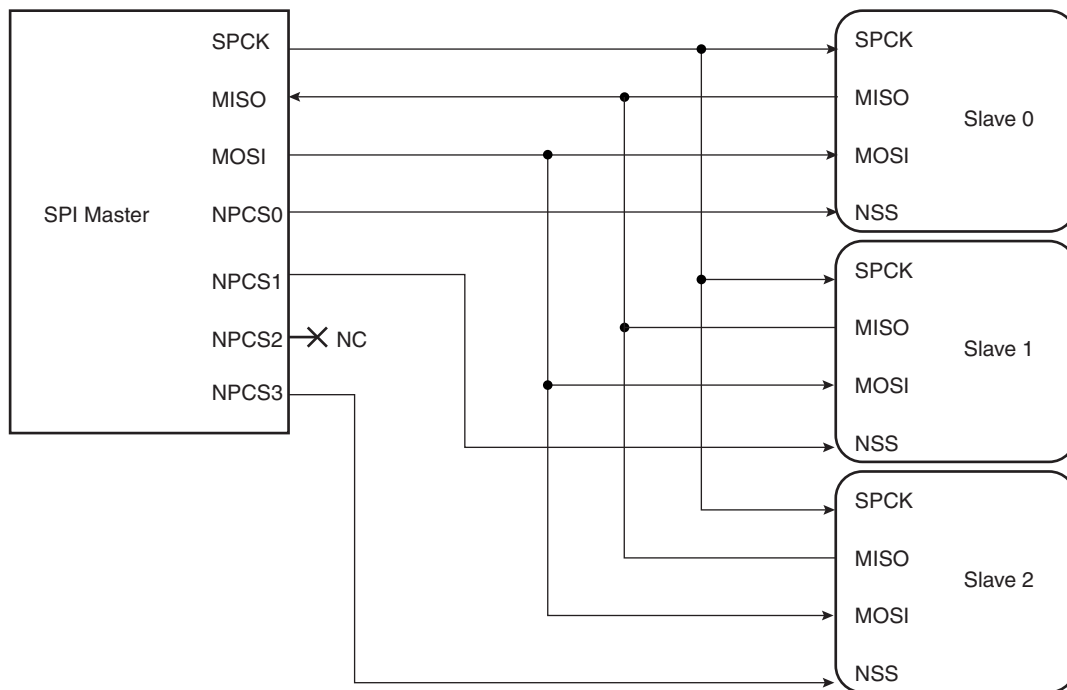 SPI Master
SPCK
MISO
MOSI
NPCS0
NPCS1
NPCS2
NC
NPCS3
SPCK
MISO
Slave 0
MOSI
NSS
SPCK
MISO
Slave 1
MOSI
NSS
SPCK
MISO
Slave 2
MOSI
NSS